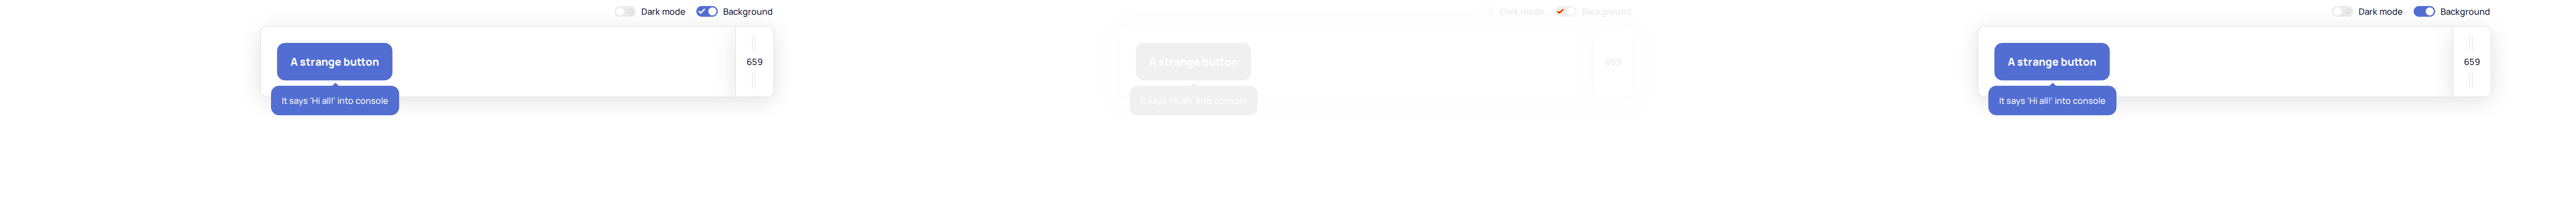 Dark mode Background
A strange button
659
It says 'Hi all!' into console
Dark mode Background
A strange button
659
It says 'Hi all!' into console
Dark mode Background
A strange button
659
It says 'Hi all!' into console